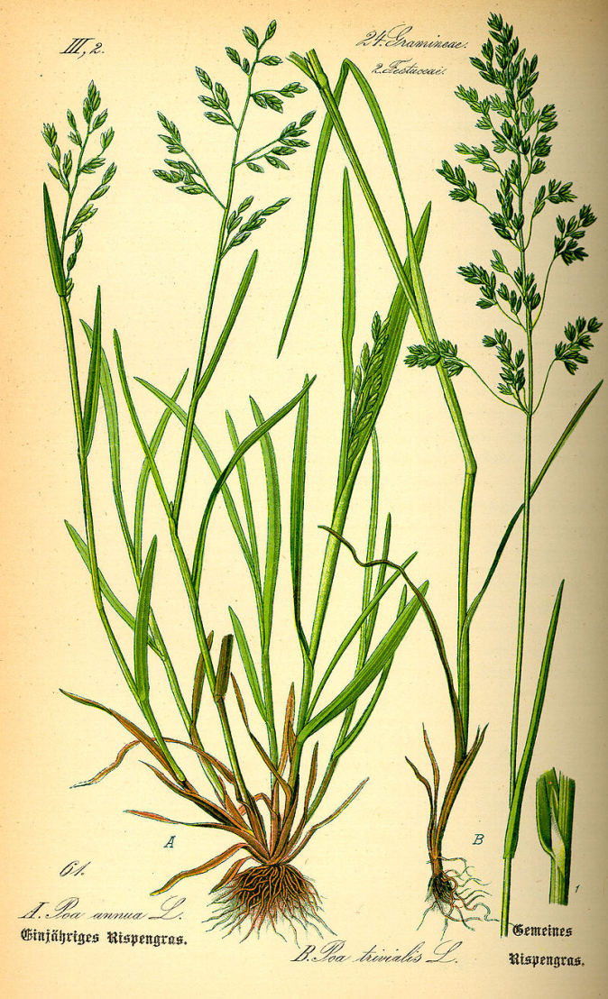 III, 2.
24. Gramineae.
2. Festuceae.
A
B
1
61.
A. Poa annua L.
Einjähriges Rispengras.
B. Poa trivialis L.
Gemeines
Rispengras.